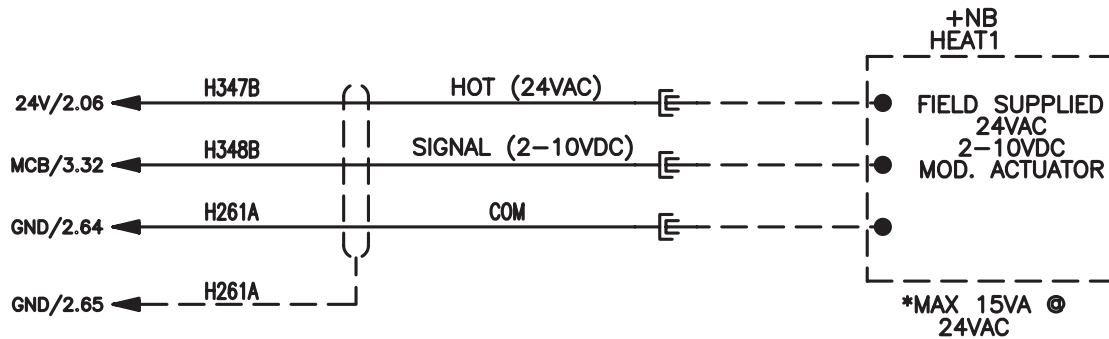 +NB
HEAT1
24V/2.06 H347B HOT (24VAC)
MCB/3.32 H348B SIGNAL (2-10VDC)
GND/2.64 H261A COM
GND/2.65 H261A
FIELD SUPPLIED
24VAC
2-10VDC
MOD. ACTUATOR
*MAX 15VA @
24VAC